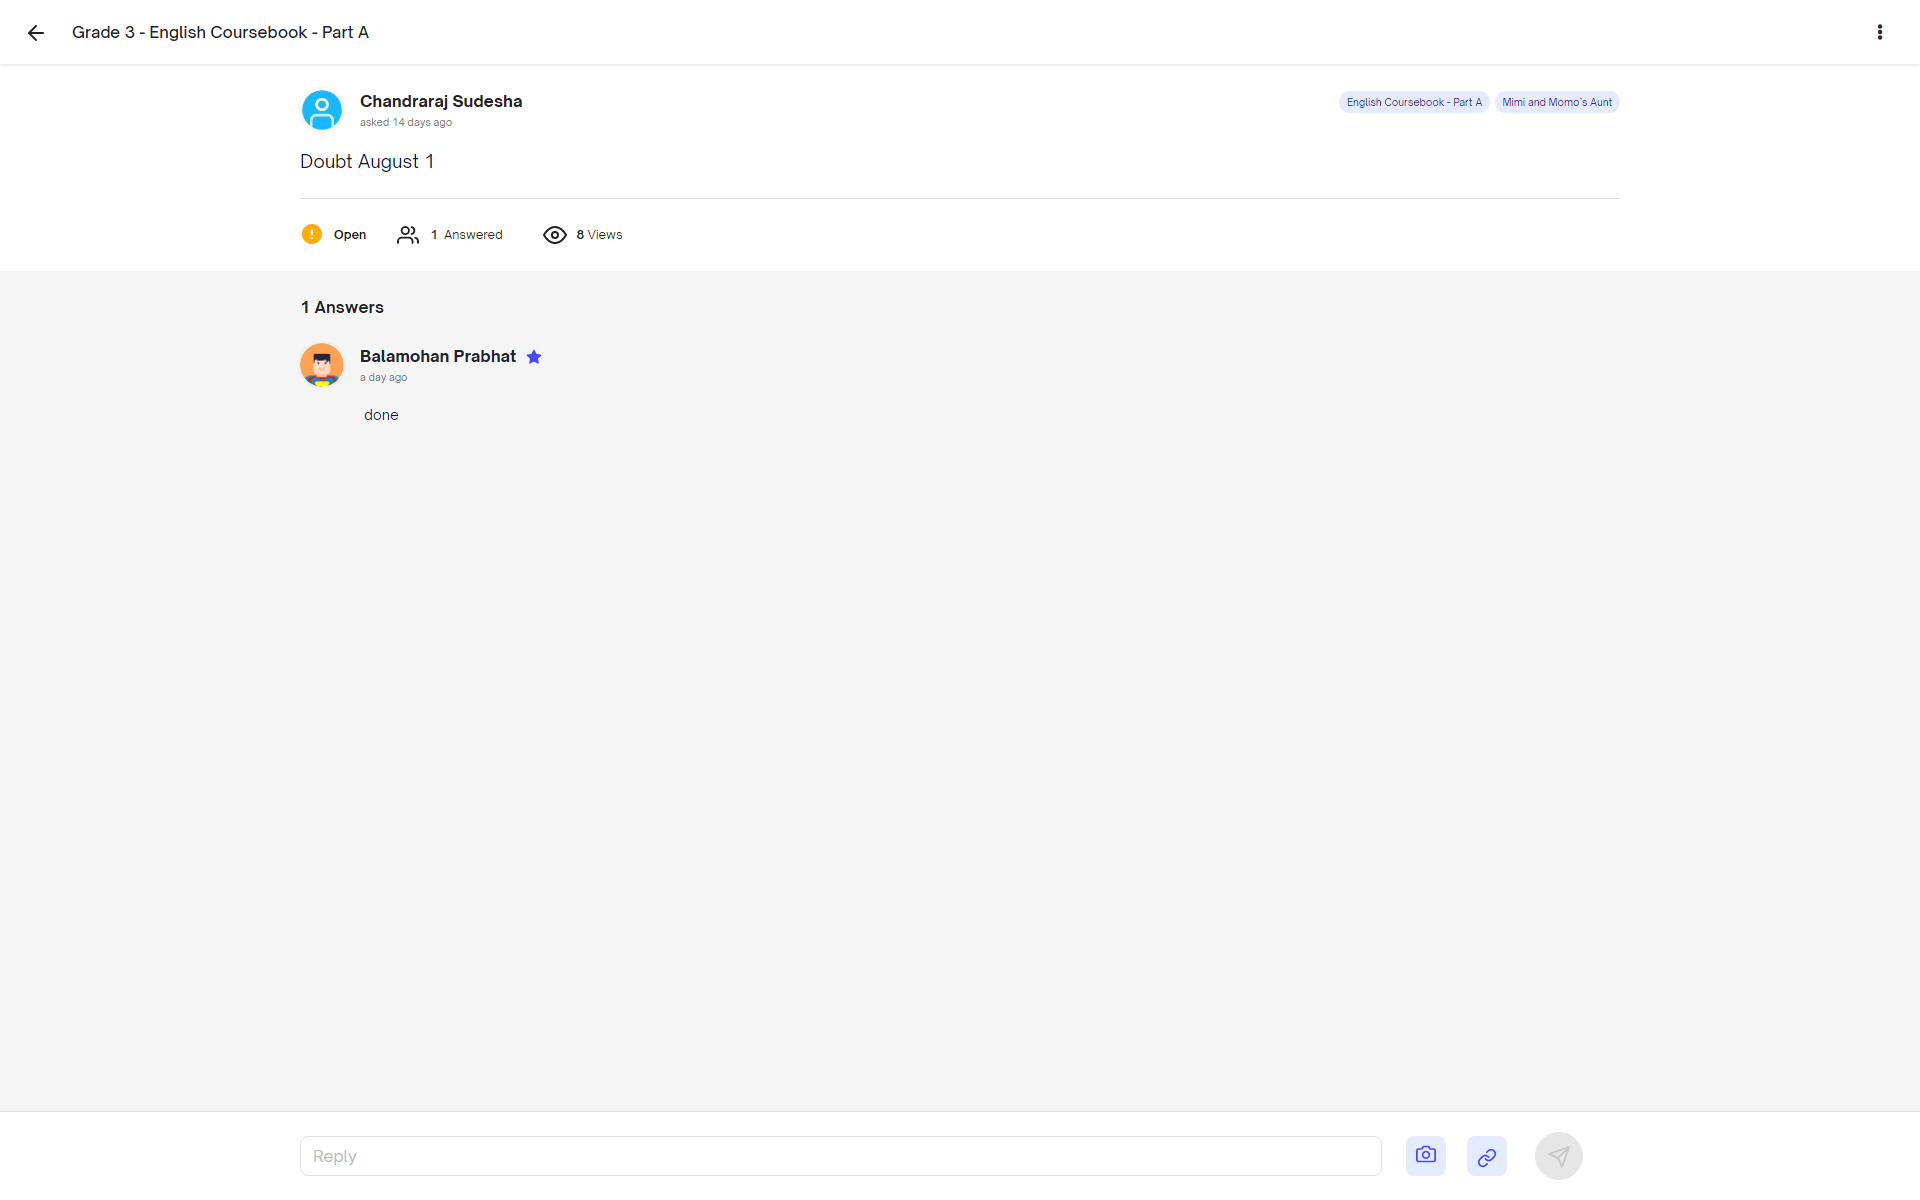 Grade 3 - English Coursebook - Part A
Chandraraj Sudesha
asked 14 days ago
English Coursebook - Part A
Mimi and Momo's Aunt
Doubt August 1
Open
1 Answered
8 Views
1 Answers
Balamohan Prabhat
a day ago
done
Reply